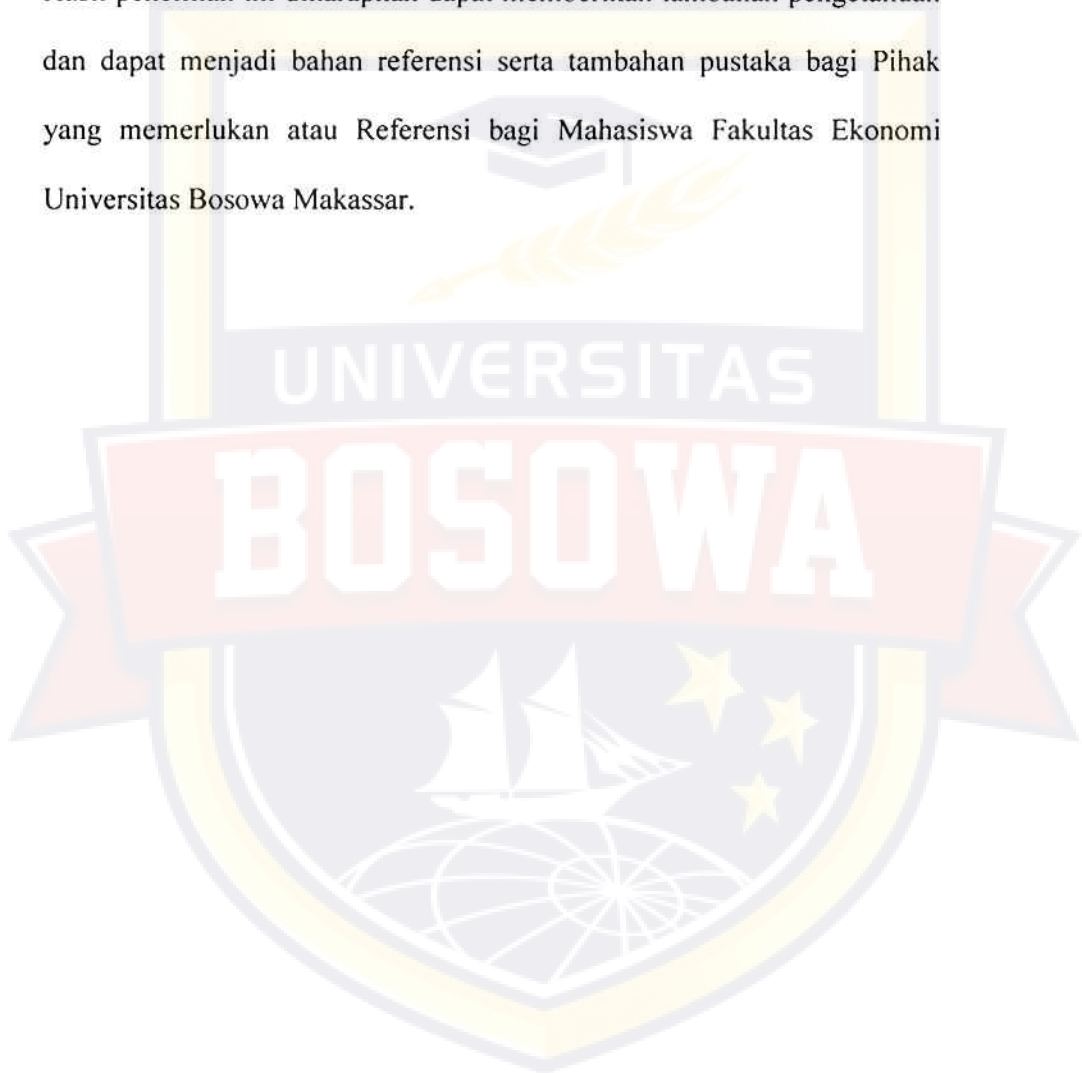 dan dapat menjadi bahan referensi serta tambahan pustaka bagi Pihak
yang memerlukan atau Referensi bagi Mahasiswa Fakultas Ekonomi
Universitas Bosowa Makassar.
UNIVERSITAS
BOSOWA